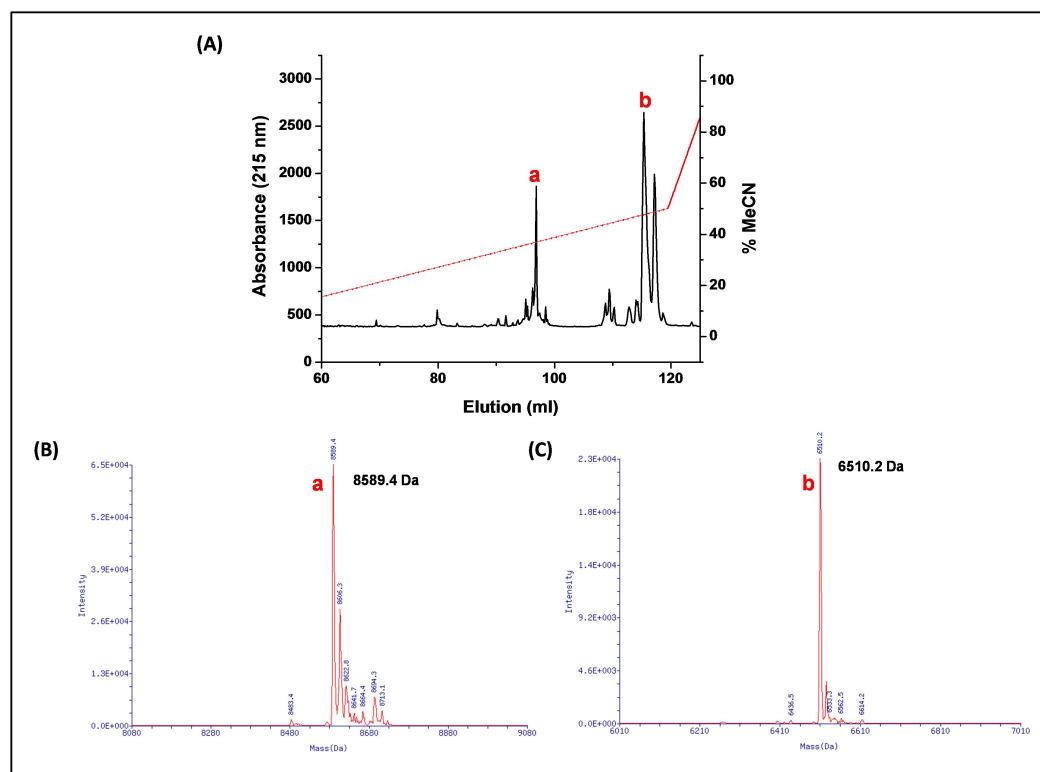 (A)
3000
2500
2000
1500
1000
500
0
Absorbance (215 nm)
100
80
60
40
20
0
% MeCN
a
b
60
80
100
120
Elution (ml)
(B)
a
8589.4 Da
6.5E+004
5.2E+004
3.9E+004
2.6E+004
1.3E+004
0.0E+000
Intensity
8483.4
8589.4
8606.3
8622.8
8641.7
8664.4
8694.3
8713.1
8080
8280
8480
8680
8880
9080
Mass(Da)
(C)
b
6510.2 Da
2.3E+004
1.8E+004
1.4E+004
9.2E+003
4.6E+003
0.0E+000
Intensity
6436.5
6510.2
6533.3
6562.5
6614.2
6010
6210
6410
6610
6810
7010
Mass(Da)